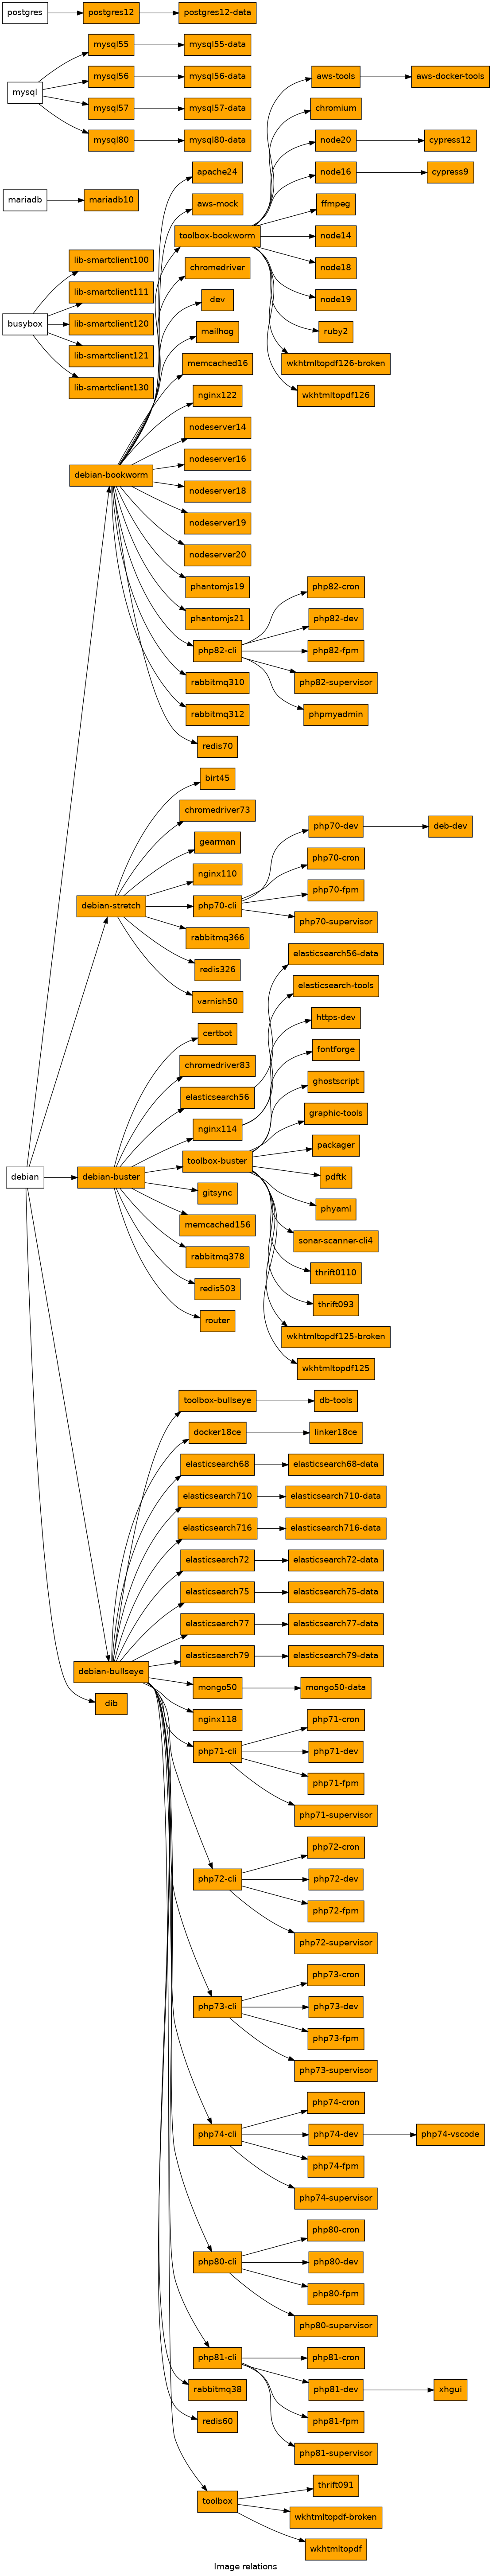 postgres
postgres12
postgres12-data
mysql
mysql55
mysql55-data
mysql56
mysql56-data
mysql57
mysql57-data
mysql80
mysql80-data
mariadb
mariadb10
busybox
lib-smartclient100
lib-smartclient111
lib-smartclient120
lib-smartclient121
lib-smartclient130
debian
debian-bookworm
apache24
aws-mock
toolbox-bookworm
aws-tools
aws-docker-tools
chromium
node20
cypress12
node16
cypress9
ffmpeg
node14
node18
node19
ruby2
wkhtmltopdf126-broken
wkhtmltopdf126
chromedriver
dev
mailhog
memcached16
nginx122
nodeserver14
nodeserver16
nodeserver18
nodeserver19
nodeserver20
phantomjs19
phantomjs21
php82-cli
php82-cron
php82-dev
php82-fpm
php82-supervisor
phpmyadmin
rabbitmq310
rabbitmq312
redis70
debian-stretch
birt45
chromedriver73
gearman
nginx110
php70-cli
php70-dev
deb-dev
php70-cron
php70-fpm
php70-supervisor
rabbitmq366
redis326
varnish50
debian-buster
certbot
chromedriver83
elasticsearch56
elasticsearch56-data
elasticsearch-tools
nginx114
https-dev
fontforge
toolbox-buster
ghostscript
graphic-tools
packager
pdftk
phyaml
sonar-scanner-cli4
thrift0110
thrift093
wkhtmltopdf125-broken
wkhtmltopdf125
gitsync
memcached156
rabbitmq378
redis503
router
debian-bullseye
dib
toolbox-bullseye
db-tools
docker18ce
linker18ce
elasticsearch68
elasticsearch68-data
elasticsearch710
elasticsearch710-data
elasticsearch716
elasticsearch716-data
elasticsearch72
elasticsearch72-data
elasticsearch75
elasticsearch75-data
elasticsearch77
elasticsearch77-data
elasticsearch79
elasticsearch79-data
mongo50
mongo50-data
nginx118
php71-cli
php71-cron
php71-dev
php71-fpm
php71-supervisor
php72-cli
php72-cron
php72-dev
php72-fpm
php72-supervisor
php73-cli
php73-cron
php73-dev
php73-fpm
php73-supervisor
php74-cli
php74-cron
php74-dev
php74-vscode
php74-fpm
php74-supervisor
php80-cli
php80-cron
php80-dev
php80-fpm
php80-supervisor
php81-cli
php81-cron
php81-dev
xhgui
php81-fpm
php81-supervisor
rabbitmq38
redis60
toolbox
thrift091
wkhtmltopdf-broken
wkhtmltopdf
Image relations